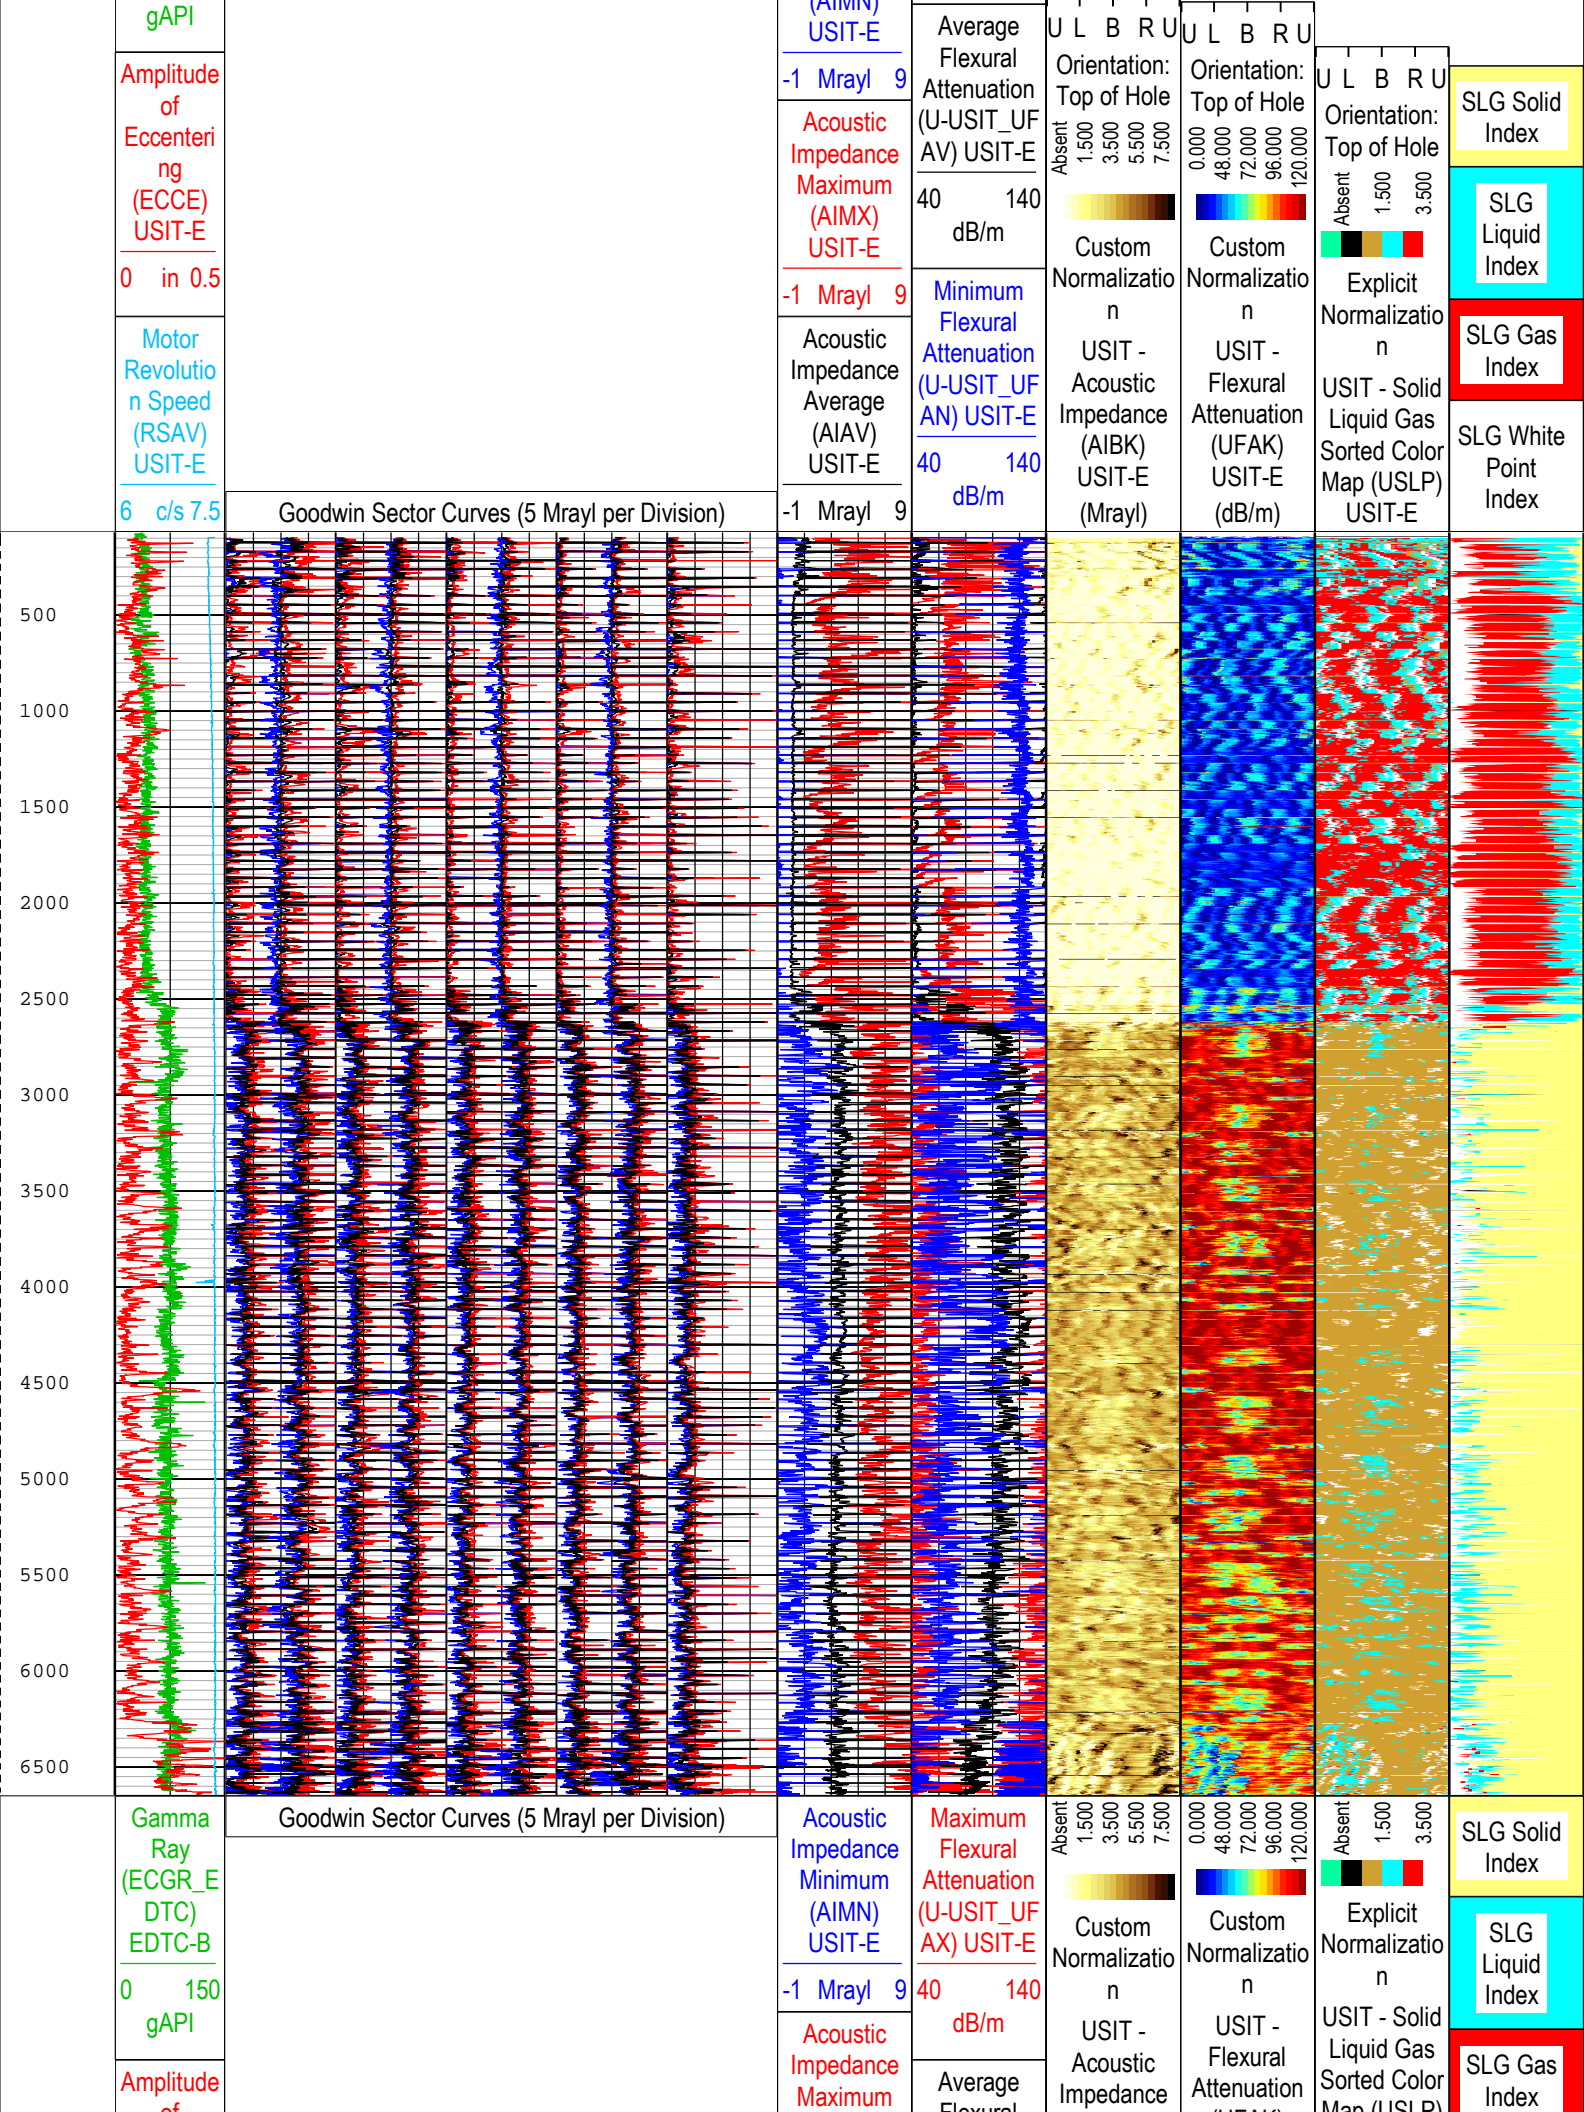 gAPI
Amplitude
of
Eccenteri
ng
(ECCE)
USIT-E
0 in 0.5
Motor
Revolutio
n Speed
(RSAV)
USIT-E
6 c/s 7.5
Goodwin Sector Curves (5 Mrayl per Division)
(AIMN)
USIT-E
-1 Mrayl 9
Acoustic
Impedance
Maximum
(AIMX)
USIT-E
-1 Mrayl 9
Acoustic
Impedance
Average
(AIAV)
USIT-E
-1 Mrayl 9
Average
Flexural
Attenuation
(U-USIT_UF
AV) USIT-E
40 140
dB/m
Minimum
Flexural
Attenuation
(U-USIT_UF
AN) USIT-E
40 140
dB/m
U L B R U
Orientation:
Top of Hole
Absent
1.500
3.500
5.500
7.500
Custom
Normalizatio
n
USIT -
Acoustic
Impedance
(AIBK)
USIT-E
(Mrayl)
U L B R U
Orientation:
Top of Hole
0.000
48.000
72.000
96.000
120.000
Custom
Normalizatio
n
USIT -
Flexural
Attenuation
(UFAK)
USIT-E
(dB/m)
U L B R U
Orientation:
Top of Hole
Absent
1.500
3.500
Explicit
Normalizatio
n
USIT - Solid
Liquid Gas
Sorted Color
Map (USLP)
USIT-E
SLG Solid
Index
SLG
Liquid
Index
SLG Gas
Index
SLG White
Point
Index
500
1000
1500
2000
2500
3000
3500
4000
4500
5000
5500
6000
6500
Gamma
Ray
(ECGR_E
DTC)
EDTC-B
0 150
gAPI
Amplitude
of
Goodwin Sector Curves (5 Mrayl per Division)
Acoustic
Impedance
Minimum
(AIMN)
USIT-E
-1 Mrayl 9
Acoustic
Impedance
Maximum
Maximum
Flexural
Attenuation
(U-USIT_UF
AX) USIT-E
40 140
dB/m
Average
Flexural
Absent
1.500
3.500
5.500
7.500
Custom
Normalizatio
n
USIT -
Acoustic
Impedance
0.000
48.000
72.000
96.000
120.000
Custom
Normalizatio
n
USIT -
Flexural
Attenuation
(UFAK)
Absent
1.500
3.500
Explicit
Normalizatio
n
USIT - Solid
Liquid Gas
Sorted Color
Map (USLP)
SLG Solid
Index
SLG
Liquid
Index
SLG Gas
Index